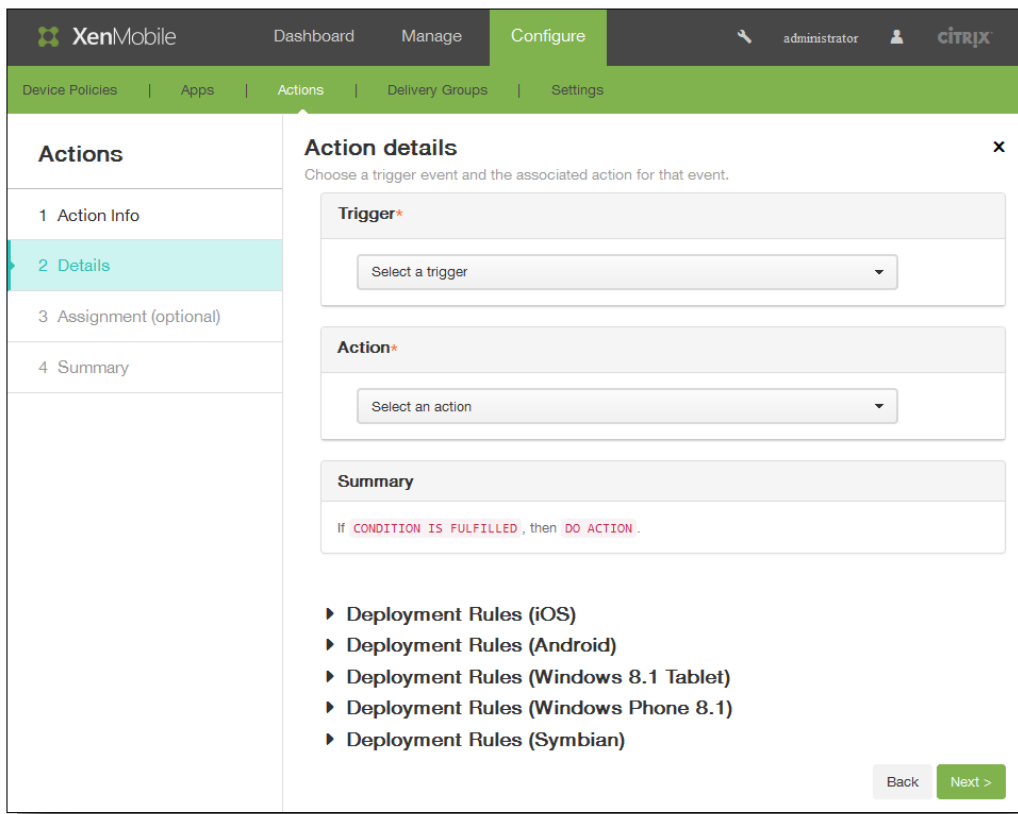 XenMobile Dashboard Manage Configure administrator CITRIX
Device Policies | Apps | Actions | Delivery Groups | Settings
Actions
1 Action Info
2 Details
3 Assignment (optional)
4 Summary
Action details x
Choose a trigger event and the associated action for that event.
Trigger*
Select a trigger
Action*
Select an action
Summary
If CONDITION IS FULFILLED, then DO ACTION.
Deployment Rules (iOS)
Deployment Rules (Android)
Deployment Rules (Windows 8.1 Tablet)
Deployment Rules (Windows Phone 8.1)
Deployment Rules (Symbian)
Back Next >